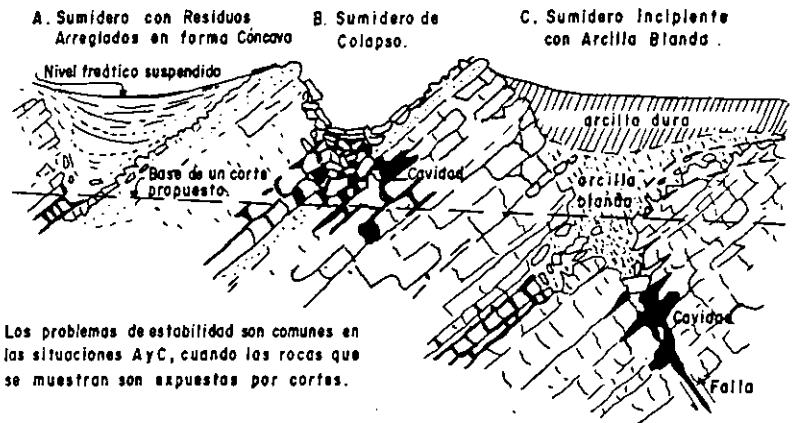 A. Sumidero con Residuos
Arreglados en forma Cóncava
B. Sumidero de
Colapso.
C. Sumidero Incipiente
con Arcilla Blanda.
Nivel freático suspendido
arcilla dura
Base de un corte
propuesto.
Cavidad
arcilla
blanda
Cavidad
Falla
Los problemas de estabilidad son comunes en
las situaciones A y C, cuando las rocas que
se muestran son expuestas por cortes.